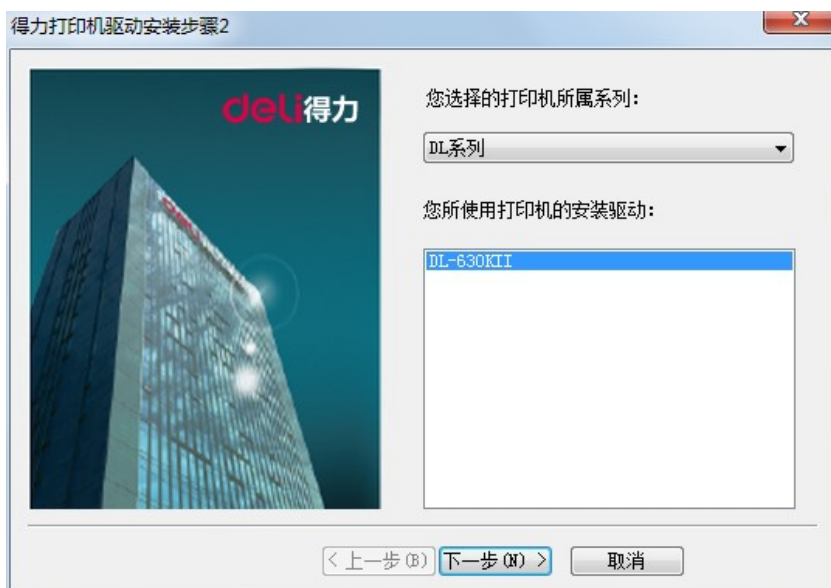 得力打印机驱动安装步骤2
deli得力
您选择的打印机所属系列:
DL系列
您所使用打印机的安装驱动:
DL-630KII
deli
< 上一步(B)
下一步(N) >
取消